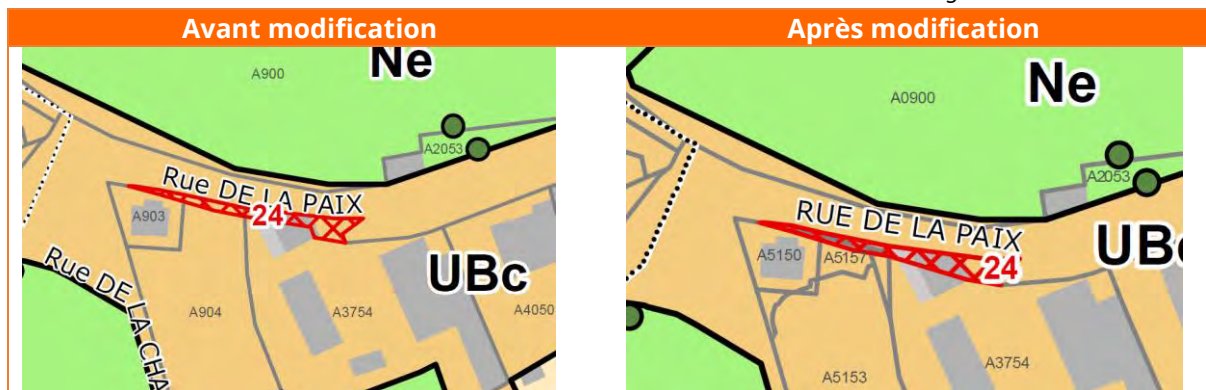 Avant modification
Après modification
A900
Ne
A2053
Rue DE LA PAIX
24
A903
UBc
Rue DE LA CHA
A904
A3754
A4050
A0900
Ne
A2053
RUE DE LA PAIX
UBc
A5150
A5157
24
A3754
A5153